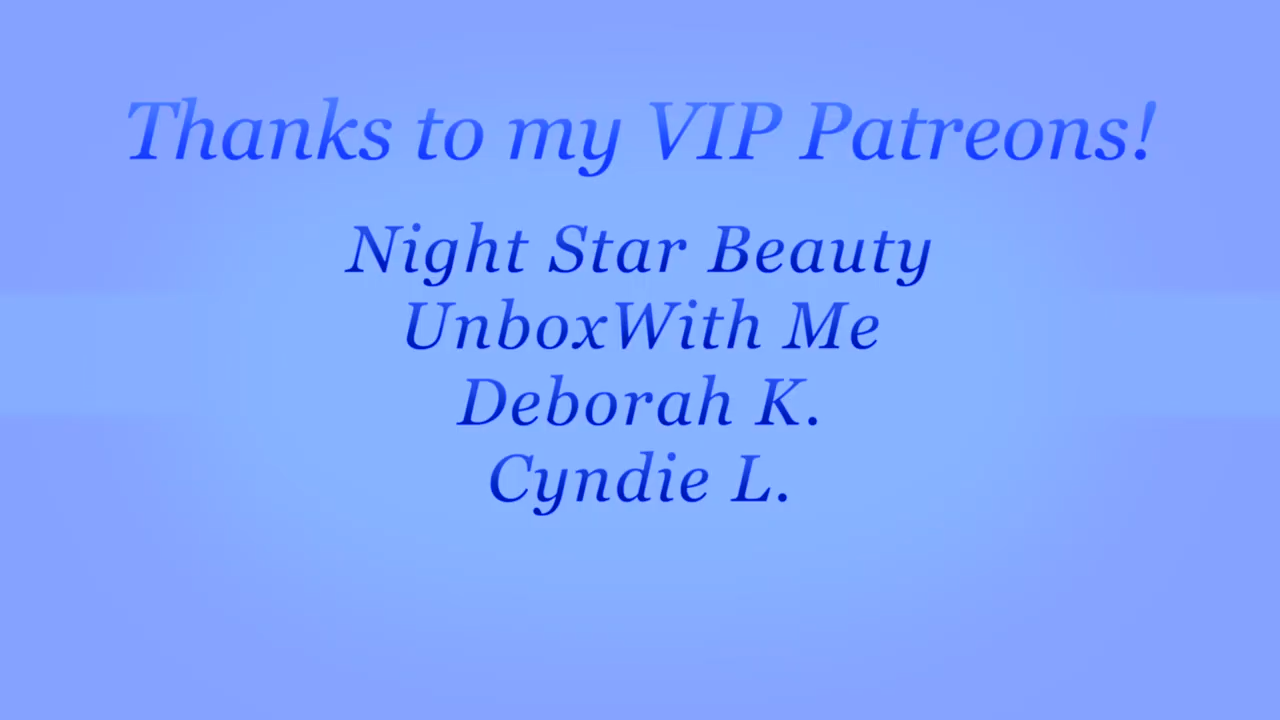 Thanks to my VIP Patreons!
Night Star Beauty
UnboxWith Me
Deborah K.
Cyndie L.